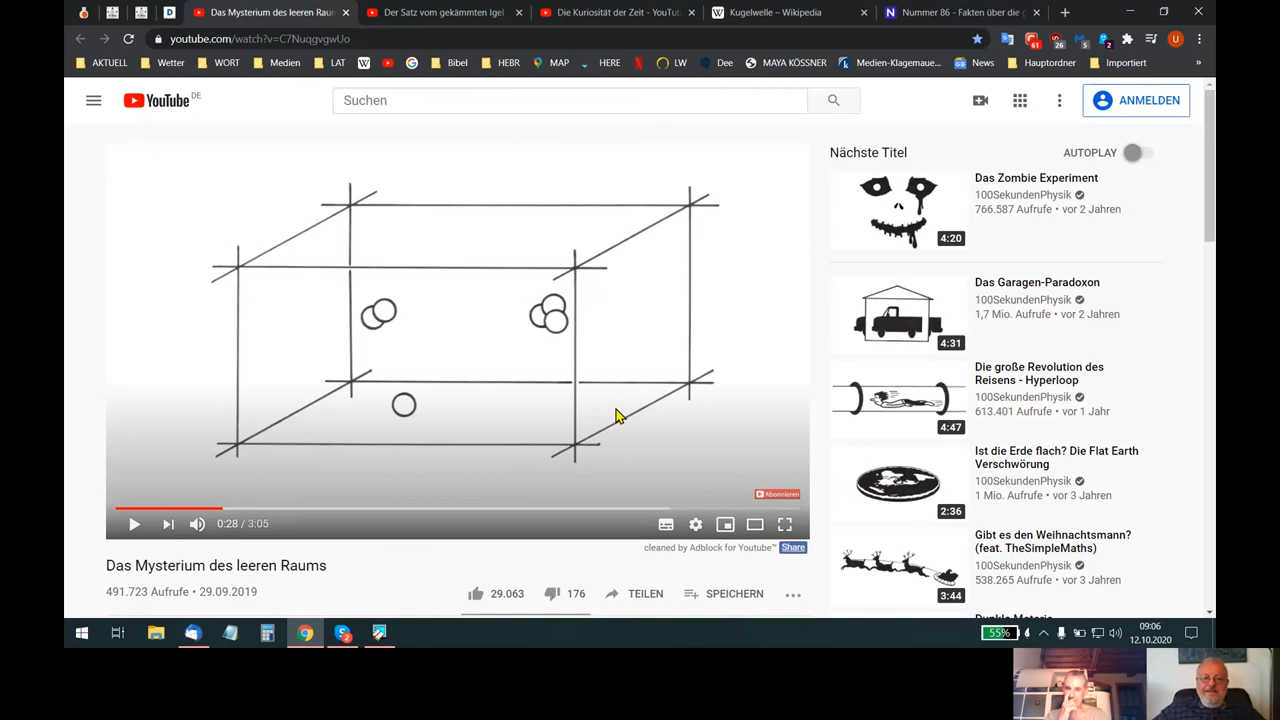 Das Mysterium des leeren Raum
Der Satz vom gekämmten Igel
Die Kuriosität der Zeit - YouTub
Kugelwelle – Wikipedia
Nummer 86 - Fakten über die g
youtube.com/watch?v=C7NuqgvgwUo
61
26
5
2
U
AKTUELL
Wetter
WORT
Medien
LAT
W
G
Bibel
HEBR
MAP
HERE
LW
Dee
MAYA KÖSSNER
Medien-Klagemaue...
News
Hauptordner
Importiert
»
YouTube DE
Suchen
ANMELDEN
Nächste Titel
AUTOPLAY
Das Zombie Experiment
100SekundenPhysik
766.587 Aufrufe • vor 2 Jahren
4:20
Das Garagen-Paradoxon
100SekundenPhysik
1,7 Mio. Aufrufe • vor 2 Jahren
4:31
Die große Revolution des
Reisens - Hyperloop
100SekundenPhysik
613.401 Aufrufe • vor 1 Jahr
4:47
Ist die Erde flach? Die Flat Earth
Verschwörung
100SekundenPhysik
1 Mio. Aufrufe • vor 3 Jahren
2:36
Gibt es den Weihnachtsmann?
(feat. TheSimpleMaths)
100SekundenPhysik
538.265 Aufrufe • vor 3 Jahren
3:44
Abonnieren
0:28 / 3:05
cleaned by Adblock for Youtube™ Share
Das Mysterium des leeren Raums
491.723 Aufrufe • 29.09.2019
29.063
176
TEILEN
SPEICHERN
55%
09:06
12.10.2020